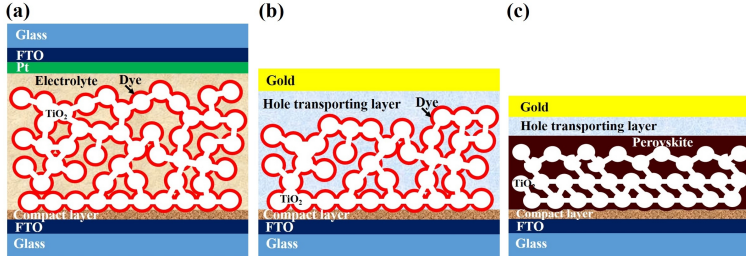 (a)
Glass
FTO
Pt
Electrolyte
Dye
TiO2
Compact layer
FTO
Glass
(b)
Gold
Hole transporting layer
Dye
TiO2
Compact layer
FTO
Glass
(c)
Gold
Hole transporting layer
Perovskite
TiO2
Compact layer
FTO
Glass